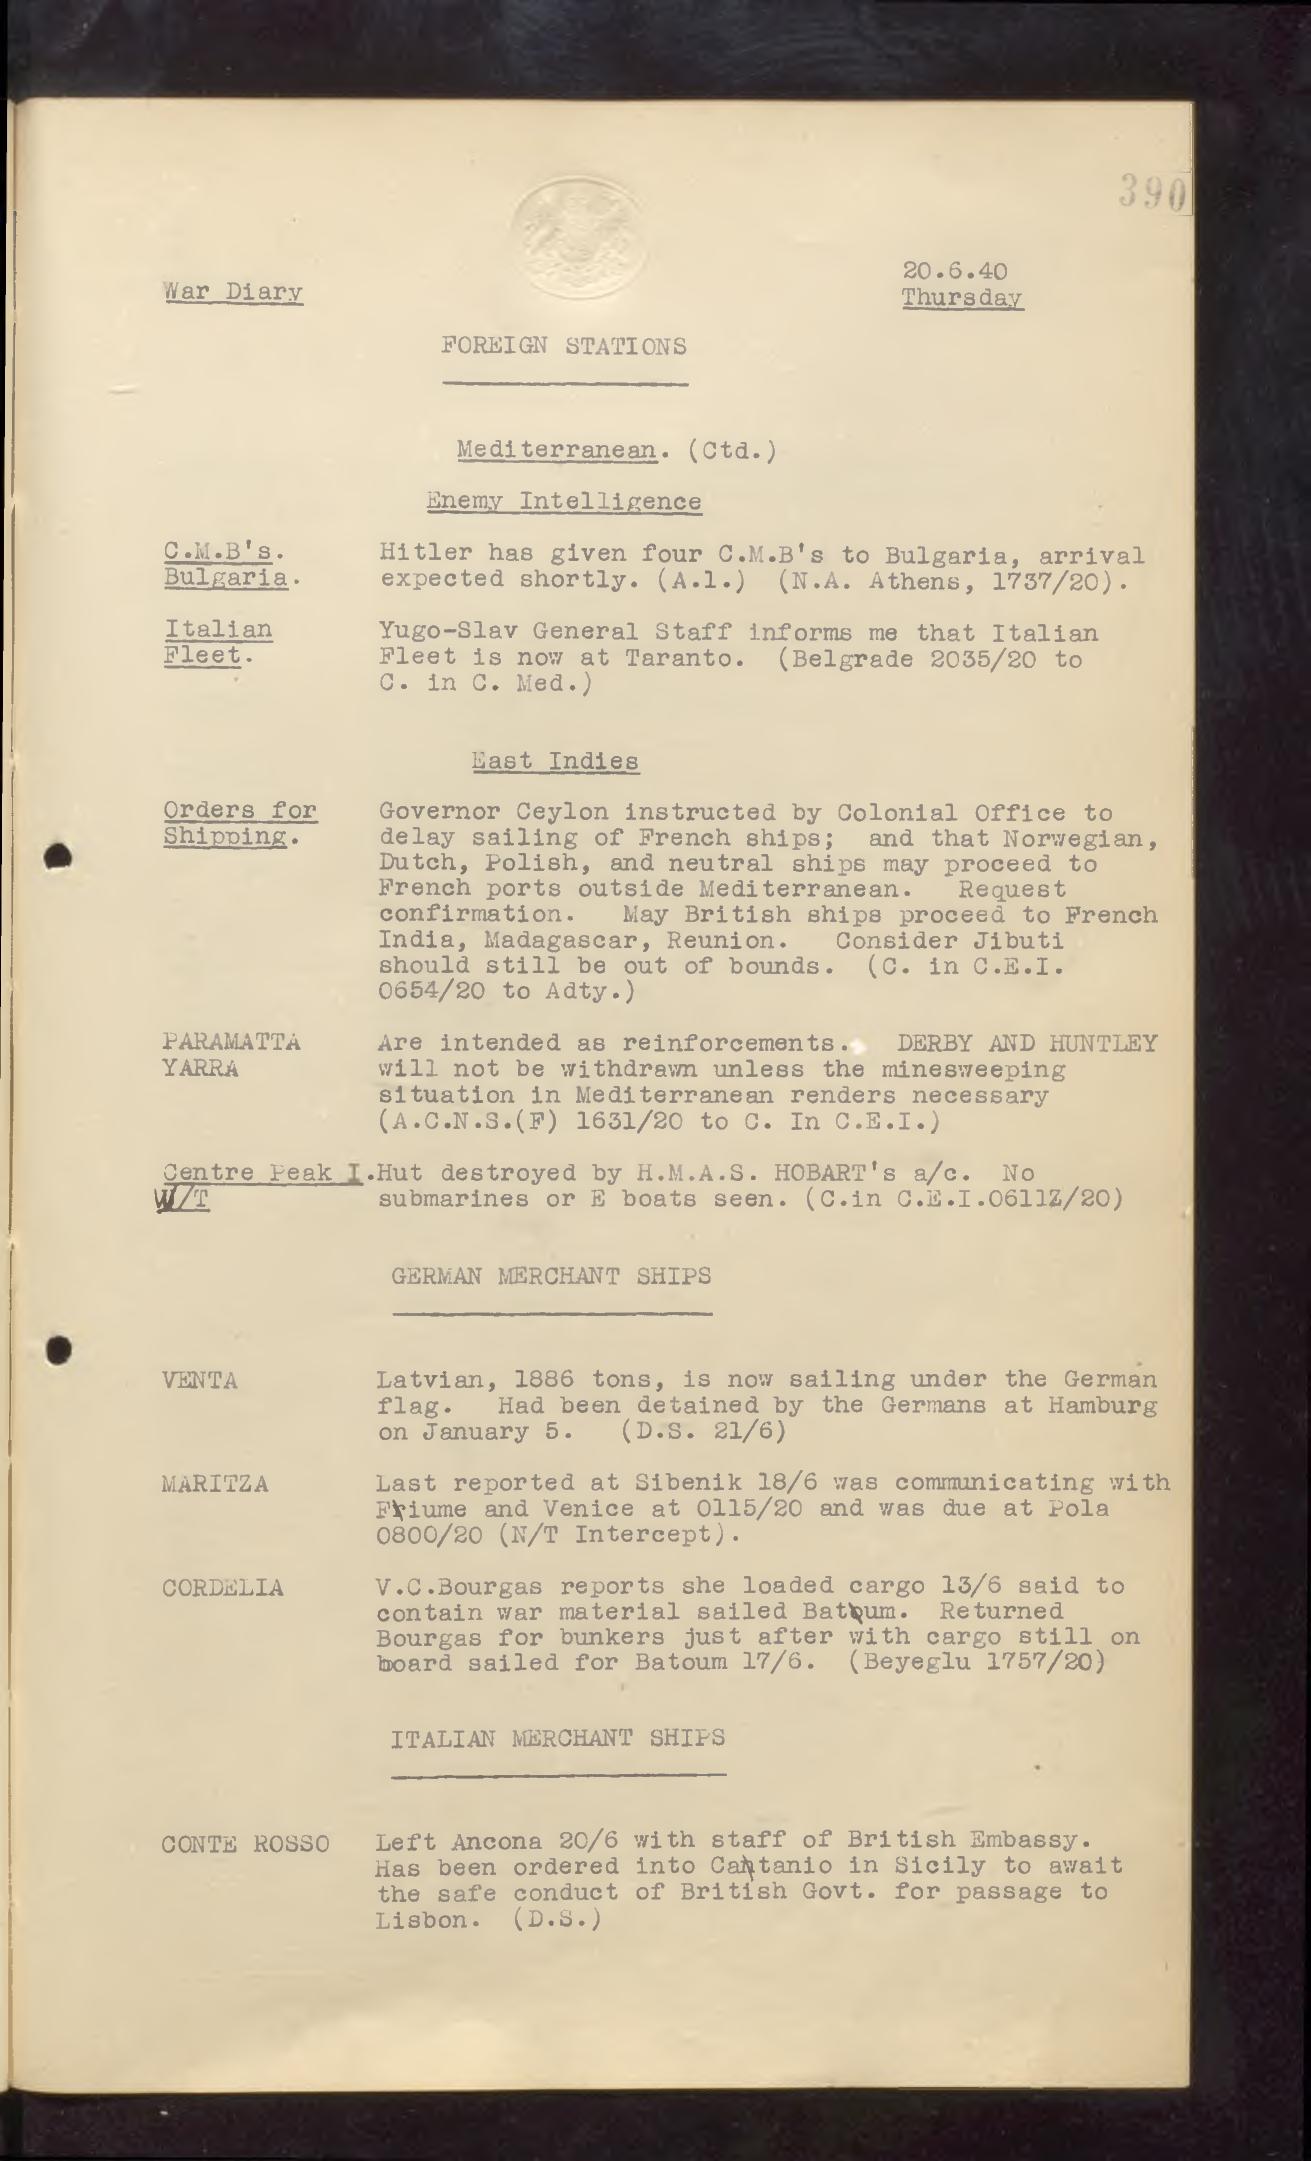 390
20.6.40
War Diary
Thursday
FOREIGN STATIONS
Mediterranean. (Ctd.)
Enemy Intelligence
C.M.B's. Hitler has given four C.M.B's to Bulgaria, arrival
Bulgaria. expected shortly. (A.1.) (N.A. Athens, 1737/20).
Italian Yugo-Slav General Staff informs me that Italian
Fleet. Fleet is now at Taranto. (Belgrade 2035/20 to
C. in C. Med.)
East Indies
Orders for Governor Ceylon instructed by Colonial Office to
Shipping. delay sailing of French ships; and that Norwegian,
Dutch, Polish, and neutral ships may proceed to
French ports outside Mediterranean. Request
confirmation. May British ships proceed to French
India, Madagascar, Reunion. Consider Jibuti
should still be out of bounds. (C. in C.E.I.
0654/20 to Adty.)
PARAMATTA Are intended as reinforcements. DERBY AND HUNTLEY
YARRA will not be withdrawn unless the minesweeping
situation in Mediterranean renders necessary
(A.C.N.S.(F) 1631/20 to C. In C.E.I.)
Centre Peak I. Hut destroyed by H.M.A.S. HOBART's a/c. No
W/T submarines or E boats seen. (C.in C.E.I.0611Z/20)
GERMAN MERCHANT SHIPS
VENTA Latvian, 1886 tons, is now sailing under the German
flag. Had been detained by the Germans at Hamburg
on January 5. (D.S. 21/6)
MARITZA Last reported at Sibenik 18/6 was communicating with
Fiume and Venice at 0115/20 and was due at Pola
0800/20 (N/T Intercept).
CORDELIA V.C.Bourgas reports she loaded cargo 13/6 said to
contain war material sailed Batoum. Returned
Bourgas for bunkers just after with cargo still on
board sailed for Batoum 17/6. (Beyeglu 1757/20)
ITALIAN MERCHANT SHIPS
CONTE ROSSO Left Ancona 20/6 with staff of British Embassy.
Has been ordered into Catanio in Sicily to await
the safe conduct of British Govt. for passage to
Lisbon. (D.S.)